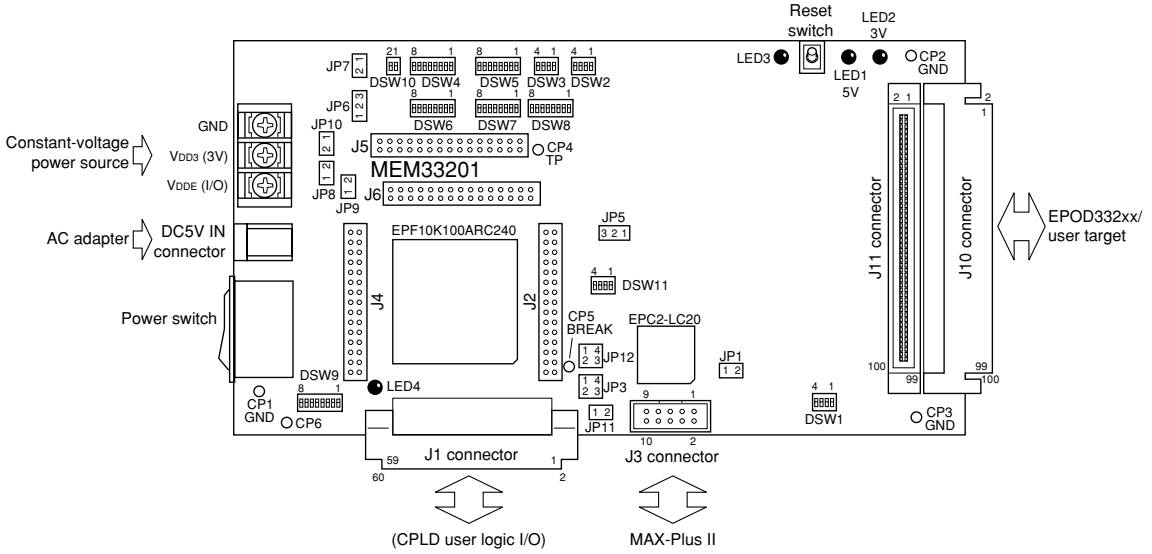 Reset
switch
LED2
3V
LED3
LED1
5V
CP2
GND
JP7
2 1
21
DSW10
8 1
DSW4
8 1
DSW5
4 1
DSW3
4 1
DSW2
JP6
1 2 3
8 1
DSW6
8 1
DSW7
8 1
DSW8
2 1
2
1
Constant-voltage
power source
GND
VDD3 (3V)
VDDE (I/O)
JP10
2 1
J5
CP4
TP
MEM33201
1 2
JP8
1 2
JP9
J6
AC adapter
DC5V IN
connector
EPF10K100ARC240
JP5
3 2 1
J11 connector
J10 connector
EPOD332xx/
user target
J4
J2
4 1
DSW11
Power switch
CP5
BREAK
EPC2-LC20
1 4
2 3
JP12
JP1
1 2
100
99
99
100
DSW9
8 1
LED4
1 4
2 3
JP3
CP1
GND
CP6
1 2
JP11
9 1
10 2
4 1
DSW1
CP3
GND
59 1
60 2
J1 connector
J3 connector
(CPLD user logic I/O)
MAX-Plus II